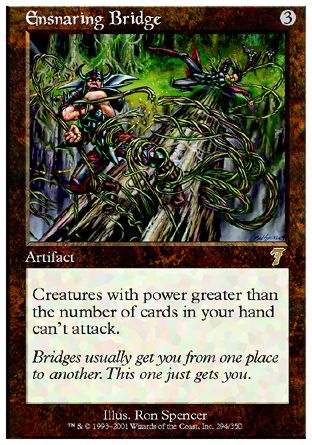 Ensnaring Bridge 3
Artifact
Creatures with power greater than
the number of cards in your hand
can't attack.
Bridges usually get you from one place
to another. This one just gets you.
Illus. Ron Spencer
™ & © 1993–2001 Wizards of the Coast, Inc. 294/350